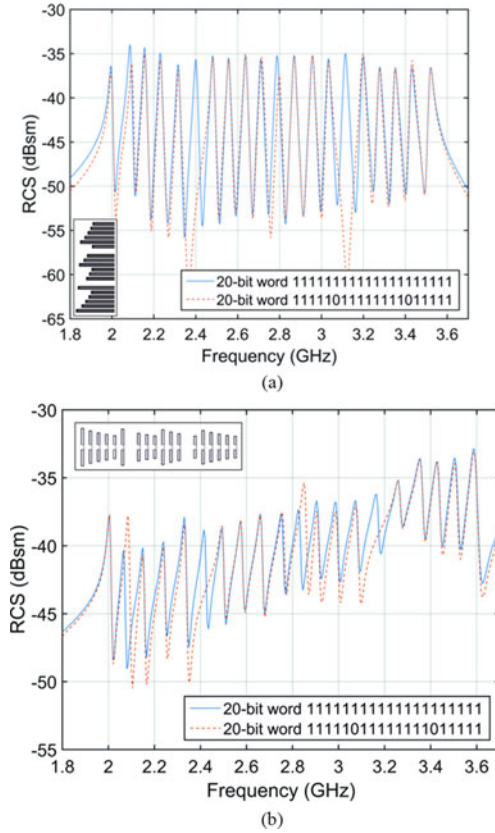 -30
-35
-40
-45
-50
-55
-60
-65
RCS (dBsm)
20-bit word 11111111111111111111
20-bit word 11111011111111011111
1.8 2 2.2 2.4 2.6 2.8 3 3.2 3.4 3.6
Frequency (GHz)
(a)
-30
-35
-40
-45
-50
-55
RCS (dBsm)
20-bit word 11111111111111111111
20-bit word 11111011111111011111
1.8 2 2.2 2.4 2.6 2.8 3 3.2 3.4 3.6
Frequency (GHz)
(b)